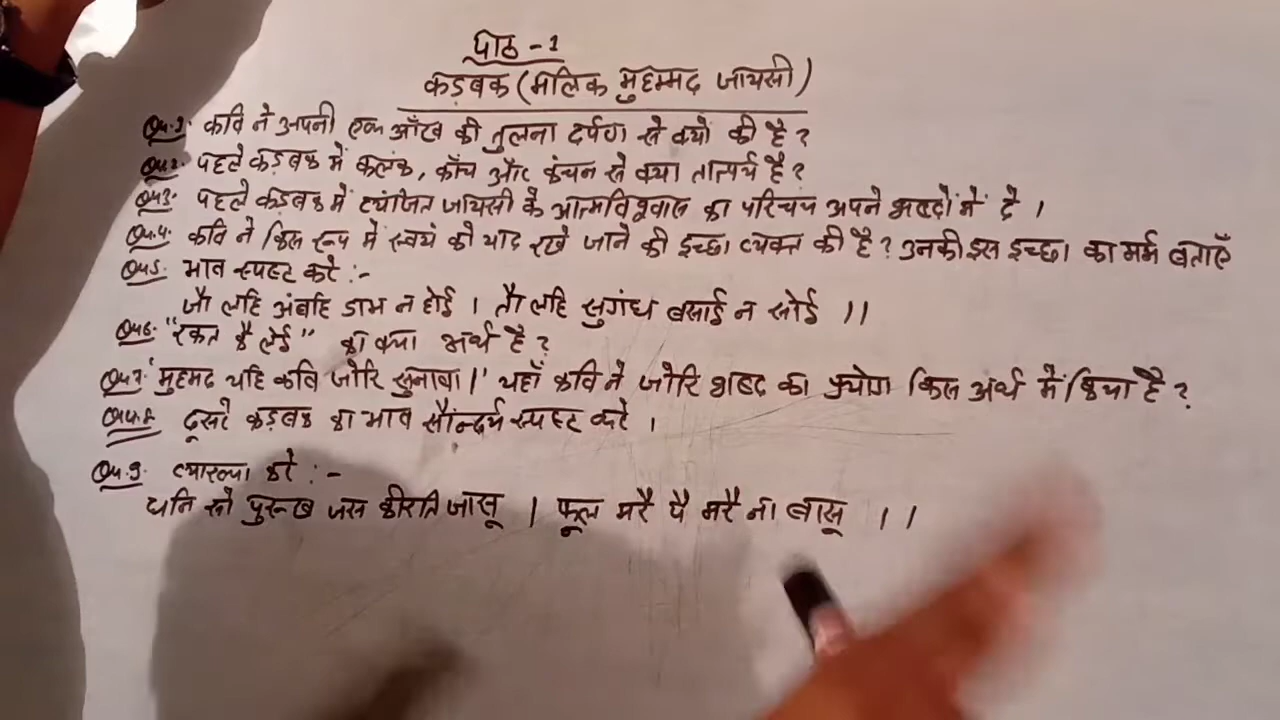 पाठ - 1
कड़बक (मलिक मुहम्मद जायसी)
Qu.1. कवि ने अपनी एक आँख की तुलना दर्पण से क्यों की है?
Qu.2. पहले कड़बक में कलंक, काँच और कंचन से क्या तात्पर्य है?
Qu.3. पहले कड़बक में व्यंजित जायसी के आत्मविश्वास का परिचय अपने शब्दों में दे ।
Qu.4. कवि ने किस रूप में स्वयं को याद रखे जाने की इच्छा व्यक्त की है? उनकी इस इच्छा का मर्म बताएँ
Qu.5. भाव स्पष्ट करे :-
जौ लहि अंबहि डाभ न होई । तौ लहि सुगंध बसाई न सोई ।।
Qu.6. "रकत कै लेई" का क्या अर्थ है?
Qu.7. 'मुहमद यहि कबि जोरि सुनावा।' यहाँ कवि ने जोरि शब्द का प्रयोग किस अर्थ में किया है?
Qu.8. दूसरे कड़बक का भाव सौन्दर्य स्पष्ट करे ।
Qu.9. व्याख्या करे :-
धनि सो पुरुख जस कीरति जासू । फूल मरै पै मरै न बासू ।।